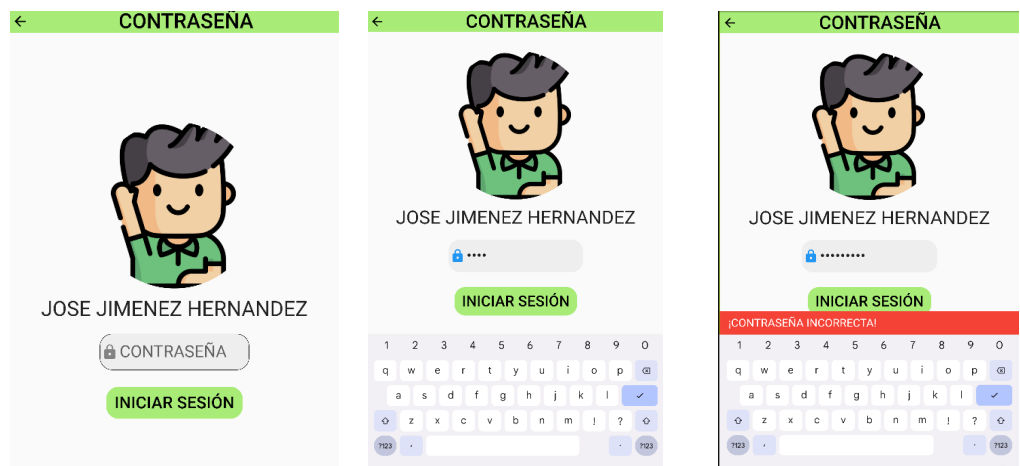 CONTRASEÑA
JOSE JIMENEZ HERNANDEZ
CONTRASEÑA
INICIAR SESIÓN
CONTRASEÑA
JOSE JIMENEZ HERNANDEZ
••••
INICIAR SESIÓN
1 2 3 4 5 6 7 8 9 0
q w e r t y u i o p
a s d f g h j k l
z x c v b n m ! ?
?123 , . ?123
CONTRASEÑA
JOSE JIMENEZ HERNANDEZ
•••••••••
INICIAR SESIÓN
¡CONTRASEÑA INCORRECTA!
1 2 3 4 5 6 7 8 9 0
q w e r t y u i o p
a s d f g h j k l
z x c v b n m ! ?
?123 , . ?123